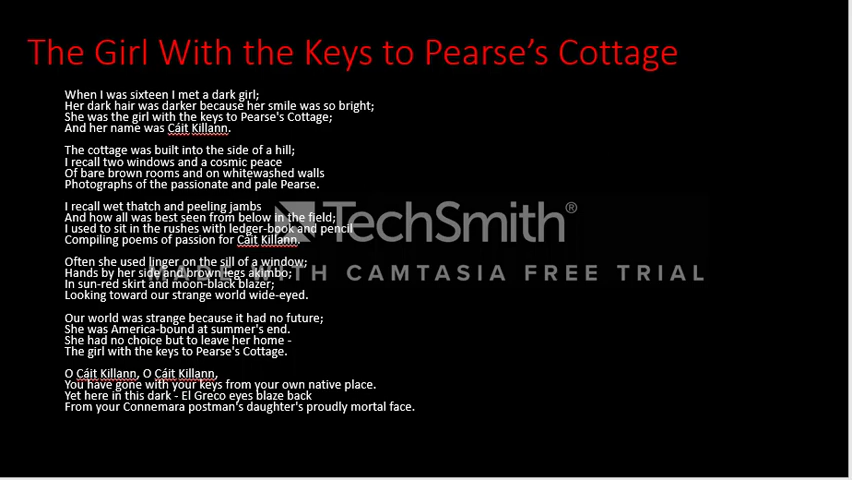 The Girl With the Keys to Pearse's Cottage
When I was sixteen I met a dark girl;
Her dark hair was darker because her smile was so bright;
She was the girl with the keys to Pearse's Cottage;
And her name was Cáit Killann.
The cottage was built into the side of a hill;
I recall two windows and a cosmic peace
Of bare brown rooms and on whitewashed walls
Photographs of the passionate and pale Pearse.
I recall wet thatch and peeling jambs
And how all was best seen from below in the field;
I used to sit in the rushes with ledger-book and pencil
Compiling poems of passion for Cáit Killann.
Often she used linger on the sill of a window;
Hands by her side and brown legs akimbo;
In sun-red skirt and moon-black blazer;
Looking toward our strange world wide-eyed.
Our world was strange because it had no future;
She was America-bound at summer's end.
She had no choice but to leave her home -
The girl with the keys to Pearse's Cottage.
O Cáit Killann, O Cáit Killann,
You have gone with your keys from your own native place.
Yet here in this dark - El Greco eyes blaze back
From your Connemara postman's daughter's proudly mortal face.
TechSmith®
MADE WITH CAMTASIA FREE TRIAL